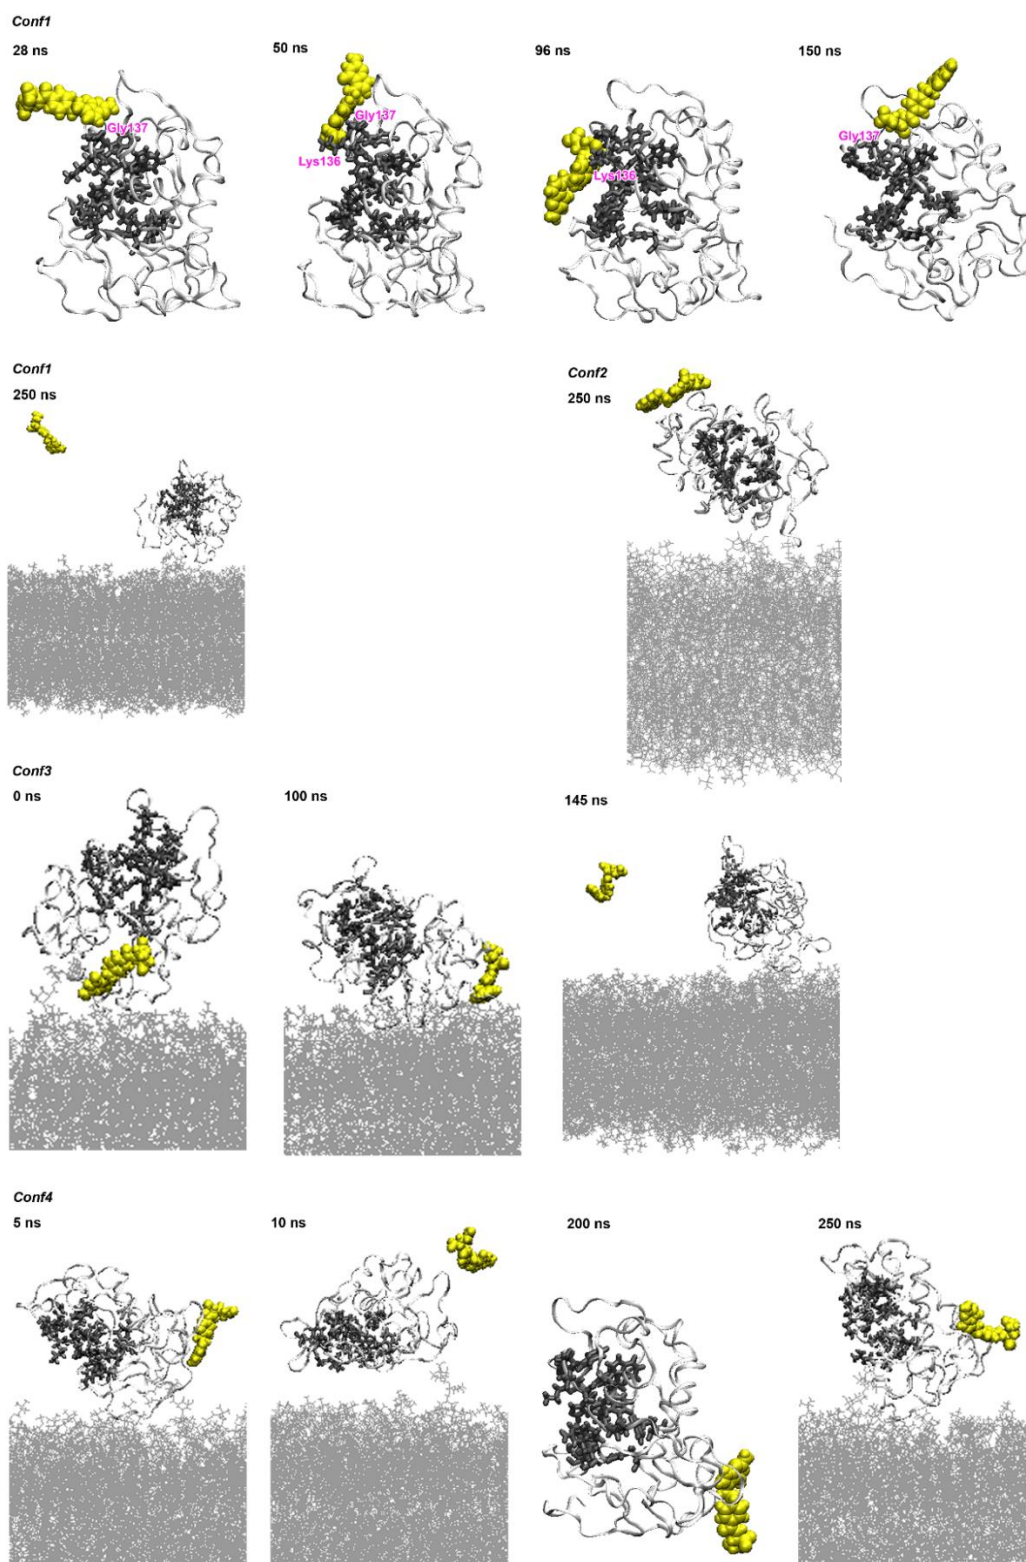 Conf1
28 ns
50 ns
96 ns
150 ns
Gly137
Gly137
Lys136
Lys136
Gly137
Conf1
250 ns
Conf2
250 ns
Conf3
0 ns
100 ns
145 ns
Conf4
5 ns
10 ns
200 ns
250 ns